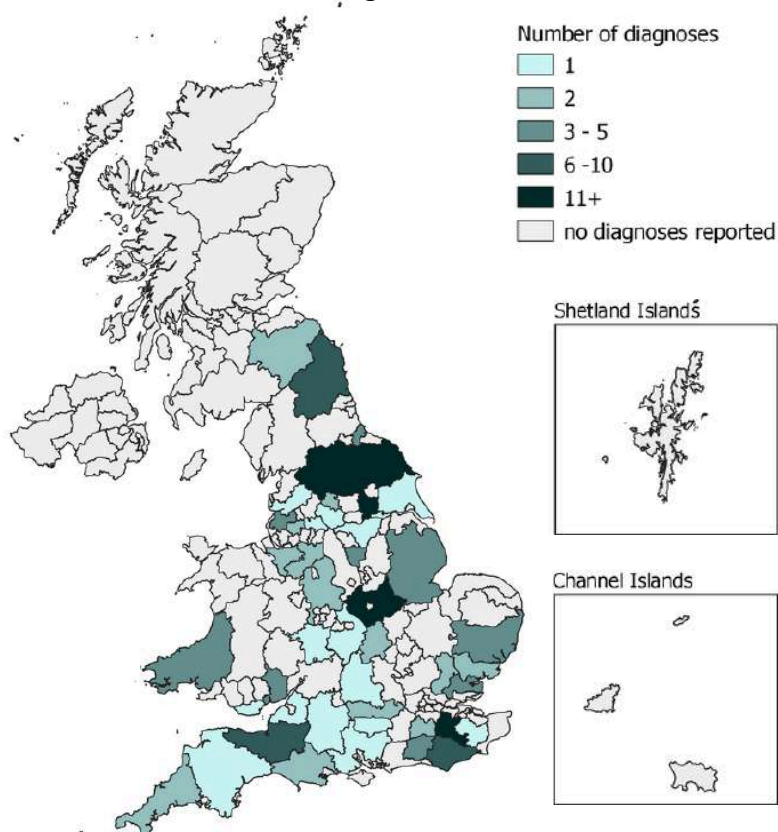 Number of diagnoses
1
2
3 - 5
6 -10
11+
no diagnoses reported
Shetland Islands
Channel Islands